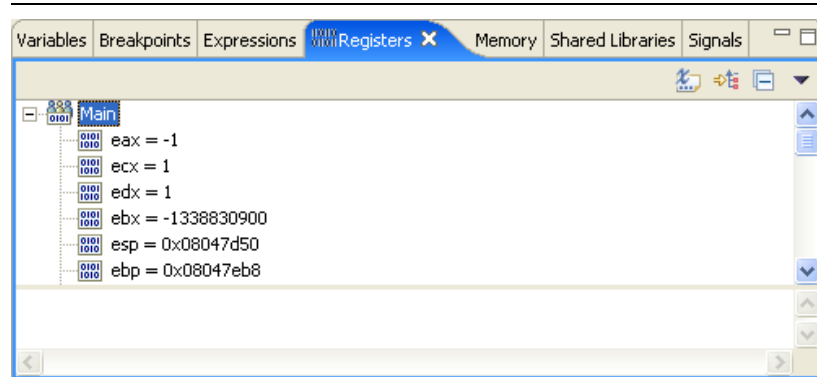 Variables Breakpoints Expressions Registers Memory Shared Libraries Signals
Main
eax = -1
ecx = 1
edx = 1
ebx = -1338830900
esp = 0x08047d50
ebp = 0x08047eb8